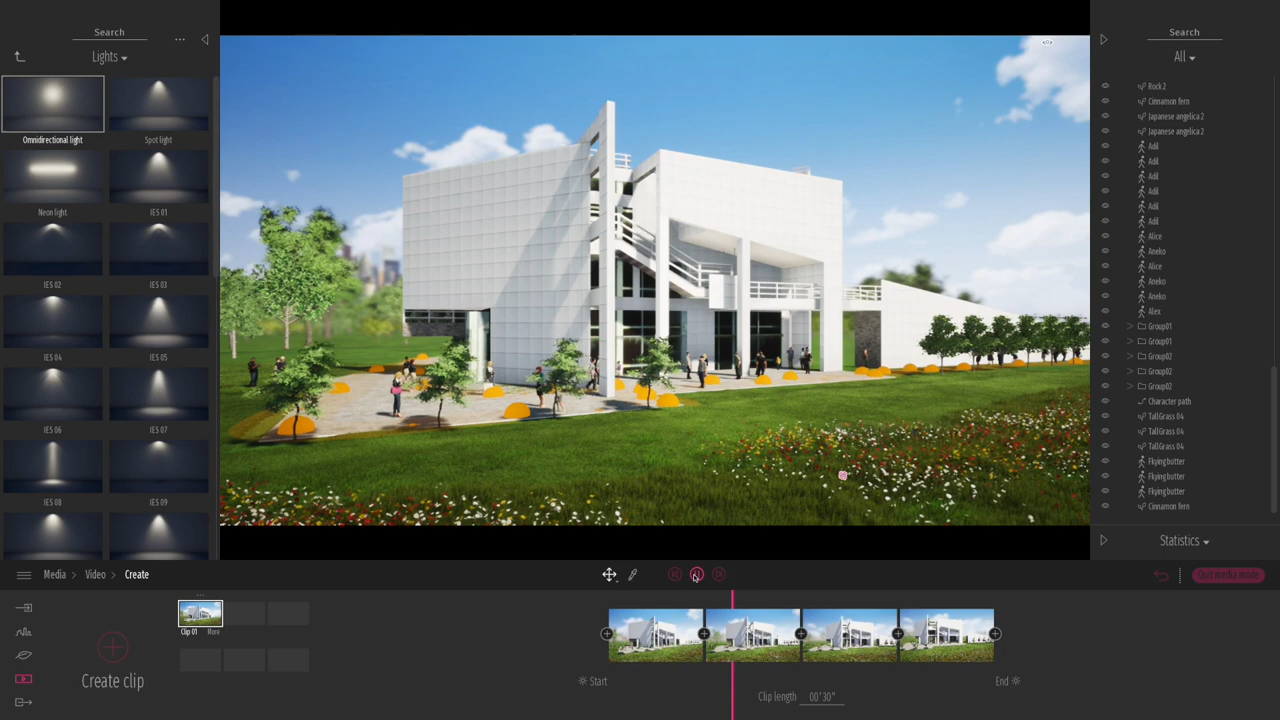 Search
Lights
Omnidirectional light
Spot light
Neon light
IES 01
IES 02
IES 03
IES 04
IES 05
IES 06
IES 07
IES 08
IES 09
Search
All
Rock 2
Cinnamon fern
Japanese angelica 2
Japanese angelica 2
Adil
Adil
Adil
Adil
Adil
Adil
Alice
Aneko
Alice
Aneko
Aneko
Alex
Group01
Group01
Group02
Group02
Group02
Character path
TallGrass 04
TallGrass 04
TallGrass 04
Flying butter
Flying butter
Flying butter
Cinnamon fern
Statistics
Media > Video > Create
Exit media mode
Clip 01 More
Create clip
Start
End
Clip length 00'30"